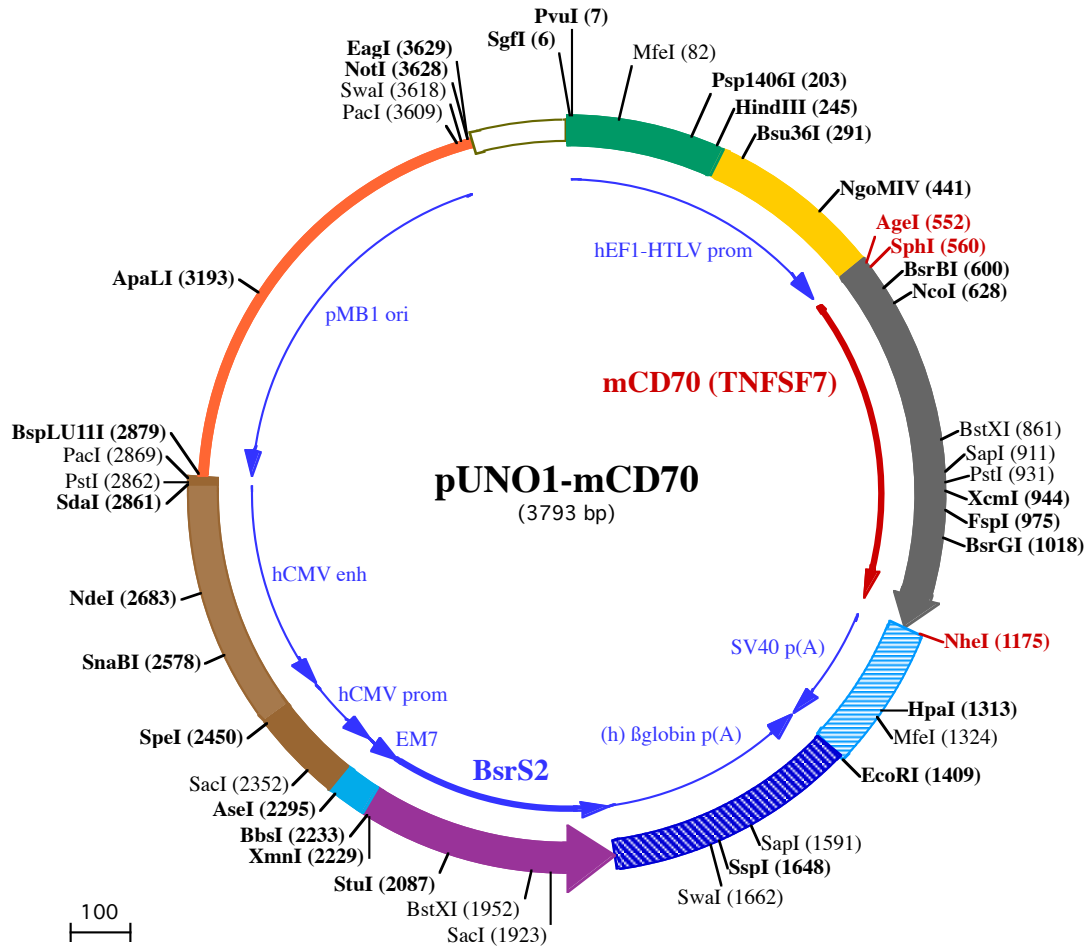 PvuI (7)
SgfI (6)
MfeI (82)
Psp1406I (203)
HindIII (245)
Bsu36I (291)
NgoMIV (441)
AgeI (552)
SphI (560)
BsrBI (600)
NcoI (628)
BstXI (861)
SapI (911)
PstI (931)
XcmI (944)
FspI (975)
BsrGI (1018)
NheI (1175)
HpaI (1313)
MfeI (1324)
EcoRI (1409)
SapI (1591)
SspI (1648)
SwaI (1662)
SacI (1923)
BstXI (1952)
StuI (2087)
XmnI (2229)
BbsI (2233)
AseI (2295)
SacI (2352)
SpeI (2450)
SnaBI (2578)
NdeI (2683)
SdaI (2861)
PstI (2862)
PacI (2869)
BspLU11I (2879)
ApaLI (3193)
PacI (3609)
SwaI (3618)
NotI (3628)
EagI (3629)
hEF1-HTLV prom
mCD70 (TNFSF7)
SV40 p(A)
(h) ßglobin p(A)
BsrS2
EM7
hCMV prom
hCMV enh
pMB1 ori
pUNO1-mCD70
(3793 bp)
100